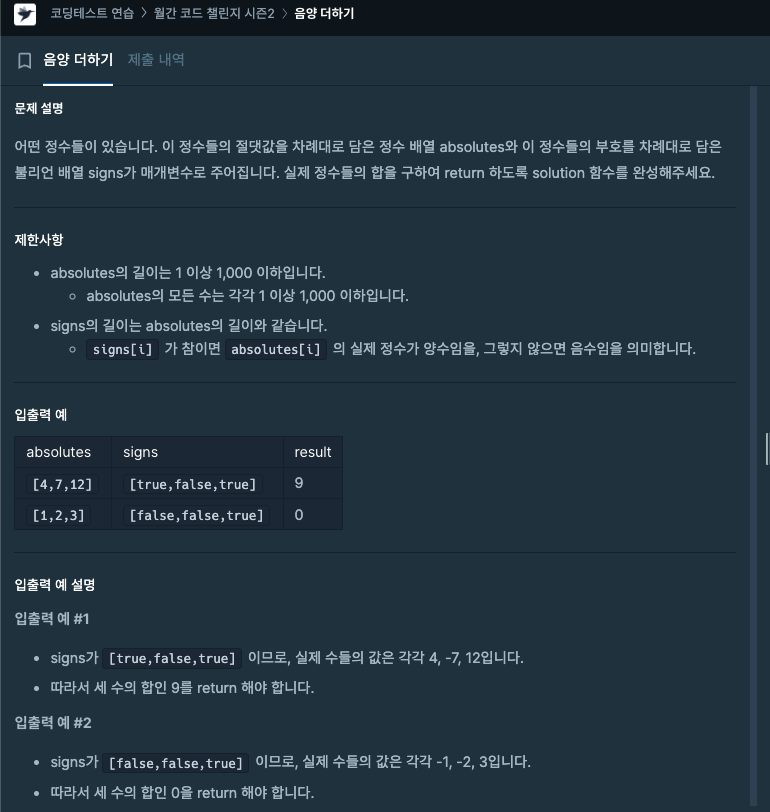 코딩테스트 연습 > 월간 코드 챌린지 시즌2 > 음양 더하기
음양 더하기 제출 내역
문제 설명
어떤 정수들이 있습니다. 이 정수들의 절댓값을 차례대로 담은 정수 배열 absolutes와 이 정수들의 부호를 차례대로 담은
불리언 배열 signs가 매개변수로 주어집니다. 실제 정수들의 합을 구하여 return 하도록 solution 함수를 완성해주세요.
제한사항
• absolutes의 길이는 1 이상 1,000 이하입니다.
◦ absolutes의 모든 수는 각각 1 이상 1,000 이하입니다.
• signs의 길이는 absolutes의 길이와 같습니다.
◦ signs[i] 가 참이면 absolutes[i] 의 실제 정수가 양수임을, 그렇지 않으면 음수임을 의미합니다.
입출력 예
absolutes signs result
[4,7,12] [true,false,true] 9
[1,2,3] [false,false,true] 0
입출력 예 설명
입출력 예 #1
• signs가 [true,false,true] 이므로, 실제 수들의 값은 각각 4, -7, 12입니다.
• 따라서 세 수의 합인 9를 return 해야 합니다.
입출력 예 #2
• signs가 [false,false,true] 이므로, 실제 수들의 값은 각각 -1, -2, 3입니다.
• 따라서 세 수의 합인 0을 return 해야 합니다.